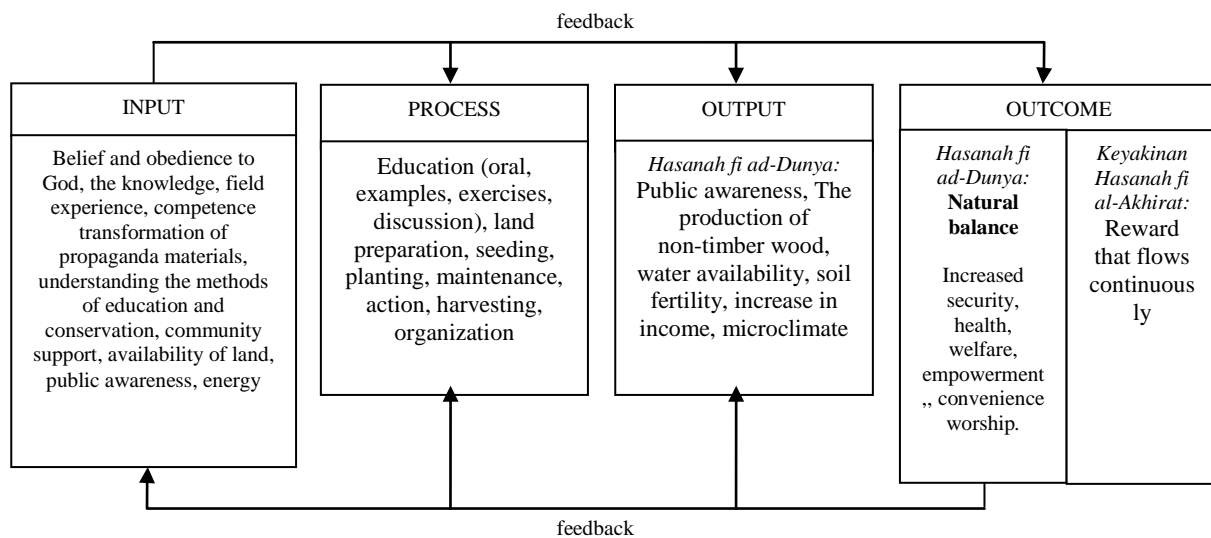 feedback
INPUT
Belief and obedience to
God, the knowledge, field
experience, competence
transformation of
propaganda materials,
understanding the methods
of education and
conservation, community
support, availability of land,
public awareness, energy
PROCESS
Education (oral,
examples, exercises,
discussion), land
preparation, seeding,
planting, maintenance,
action, harvesting,
organization
OUTPUT
Hasanah fi ad-Dunya:
Public awareness, The
production of
non-timber wood,
water availability, soil
fertility, increase in
income, microclimate
OUTCOME
Hasanah fi
ad-Dunya:
Natural
balance
Increased
security,
health,
welfare,
empowerment
,, convenience
worship.
Keyakinan
Hasanah fi
al-Akhirat:
Reward
that flows
continuous
ly
feedback